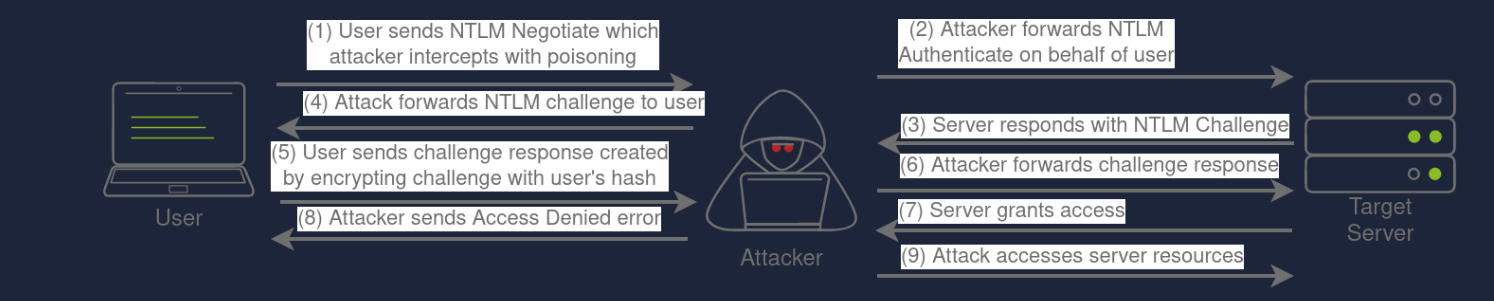 (1) User sends NTLM Negotiate which
attacker intercepts with poisoning
(2) Attacker forwards NTLM
Authenticate on behalf of user
(4) Attack forwards NTLM challenge to user
(3) Server responds with NTLM Challenge
(5) User sends challenge response created
by encrypting challenge with user's hash
(6) Attacker forwards challenge response
(8) Attacker sends Access Denied error
(7) Server grants access
(9) Attack accesses server resources
User
Attacker
Target
Server